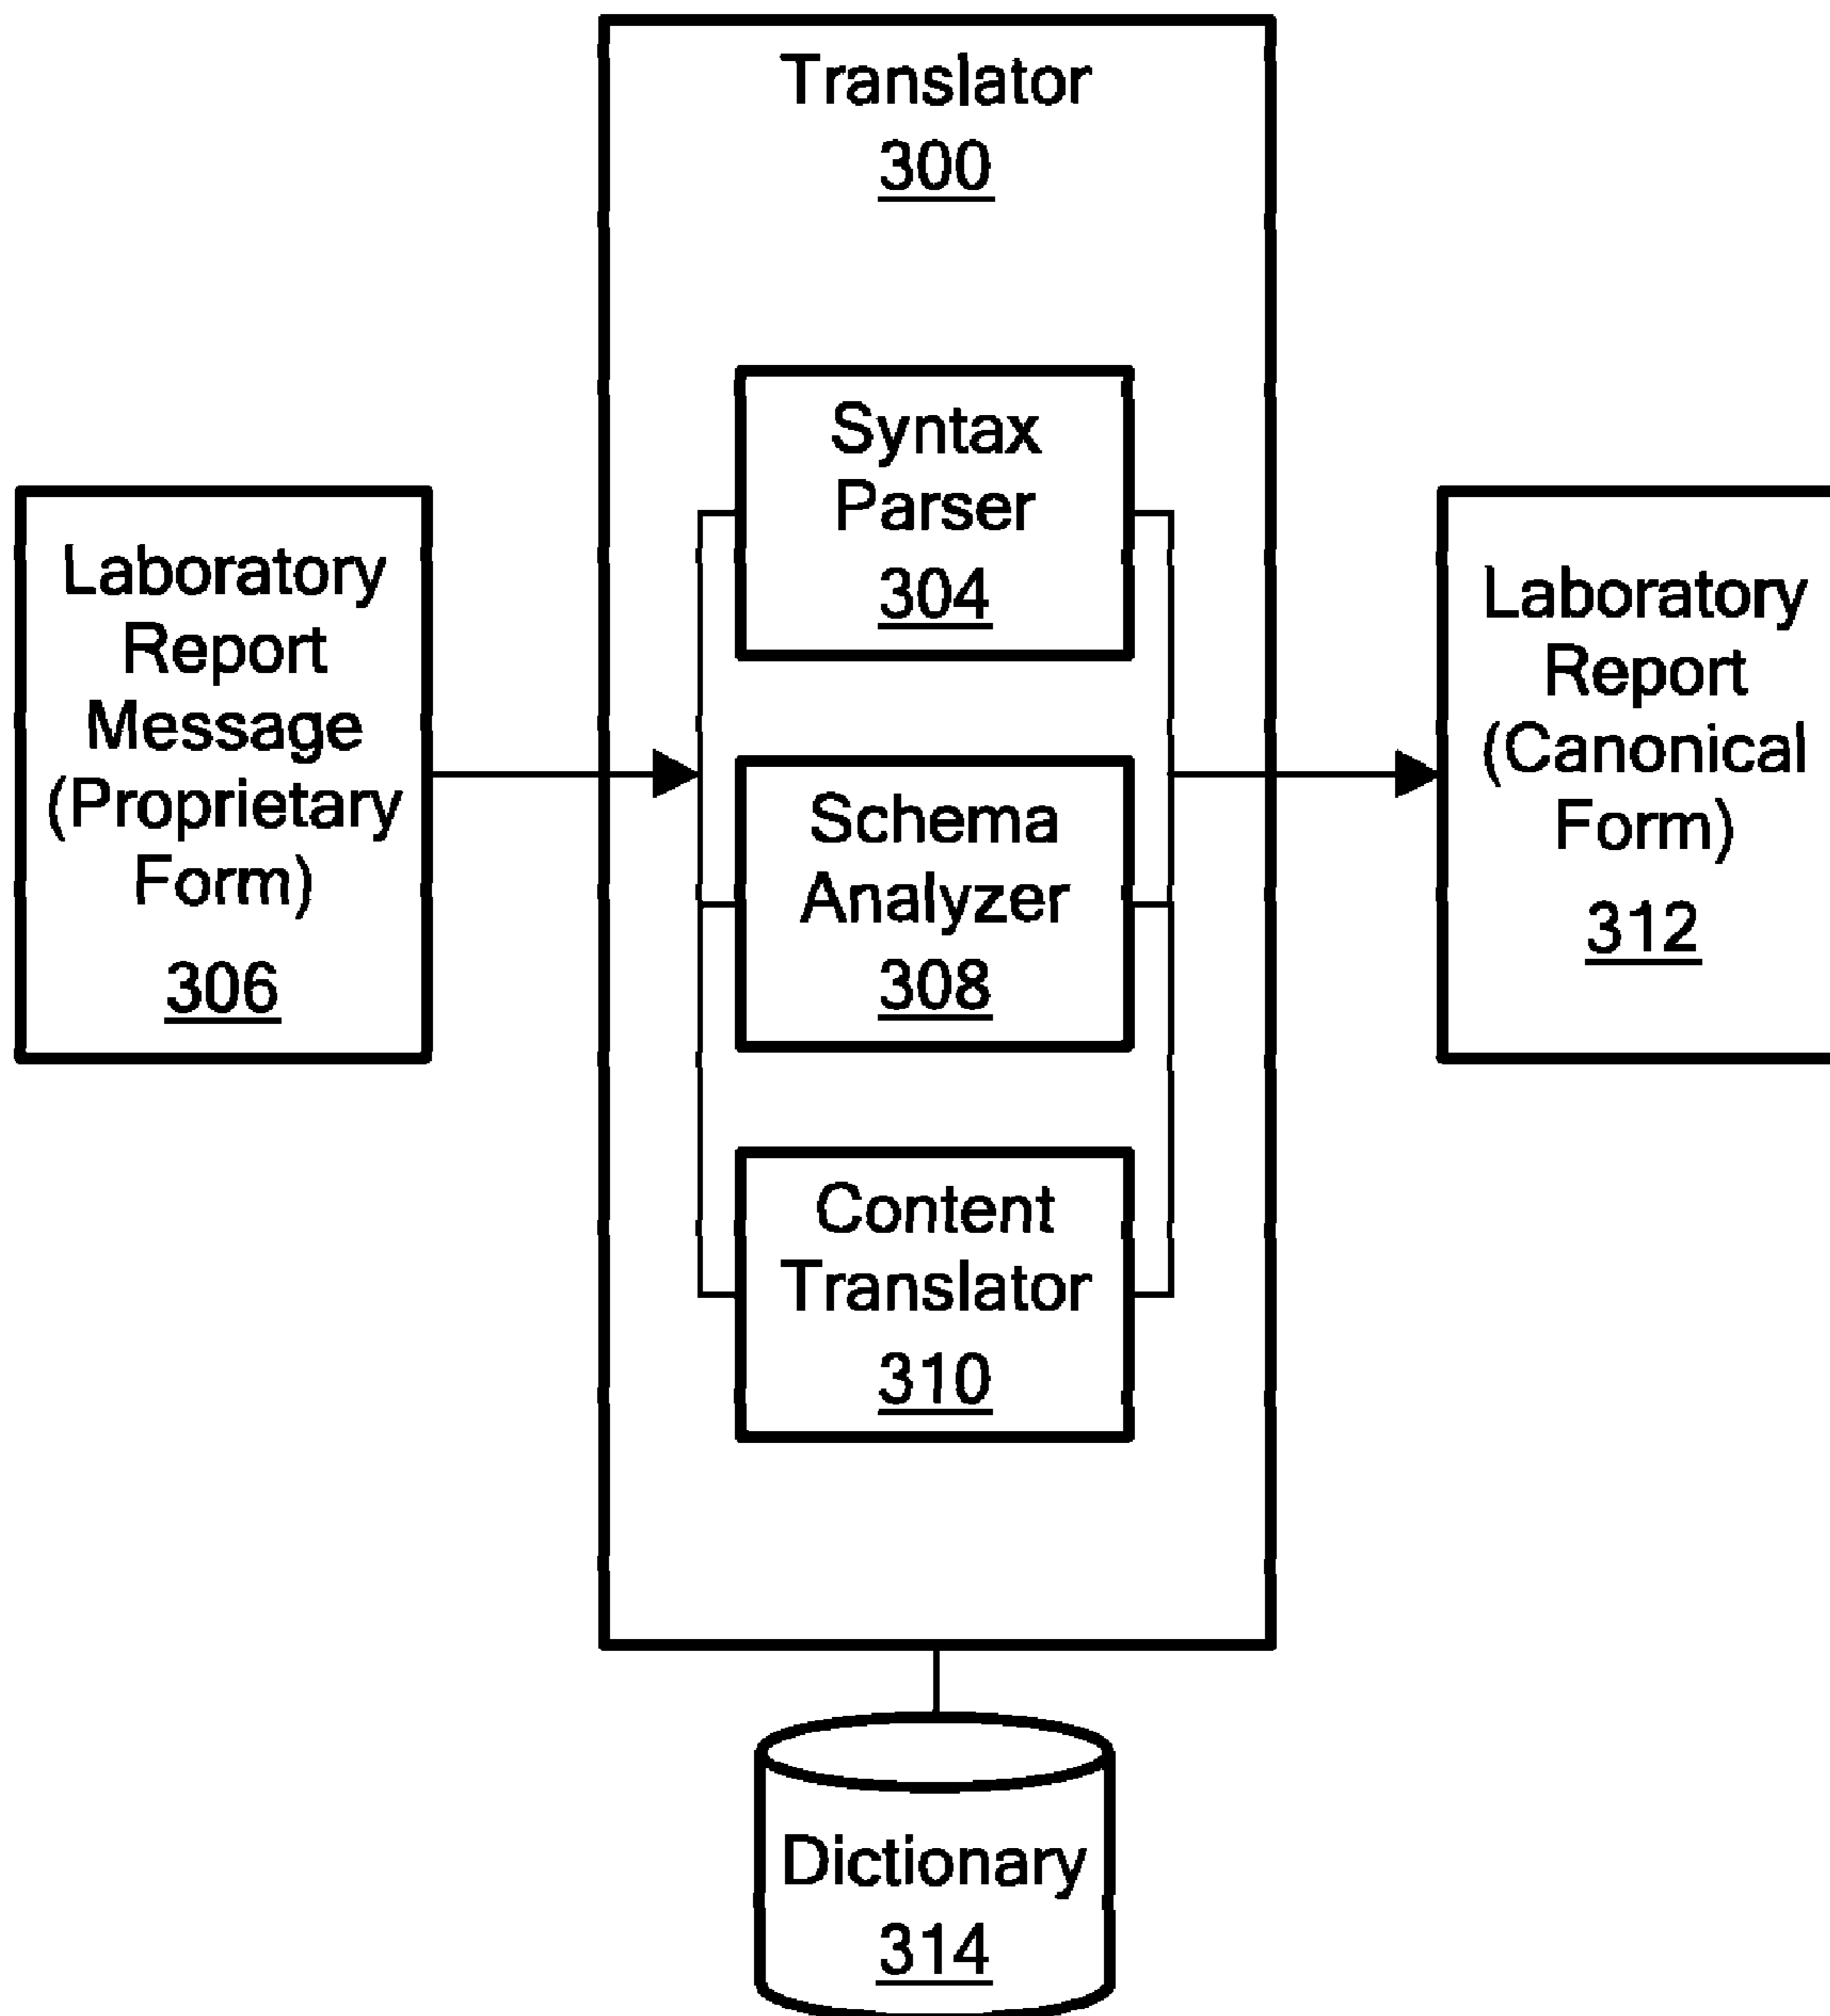 Translator
300
Syntax
Parser
304
Laboratory
Report
Message
(Proprietary
Form)
306
Schema
Analyzer
308
Laboratory
Report
(Canonical
Form)
312
Content
Translator
310
Dictionary
314